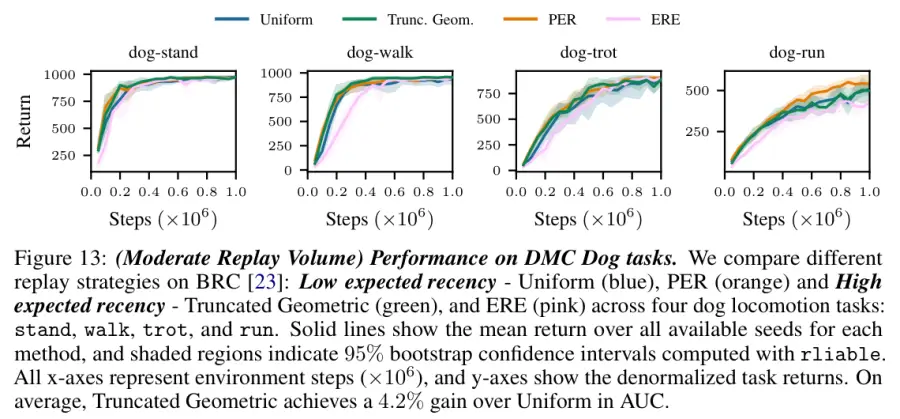 Uniform Trunc. Geom. PER ERE
dog-stand dog-walk dog-trot dog-run
Return
1000
750
500
250
0.0 0.2 0.4 0.6 0.8 1.0
Steps (×10⁶)
1000
750
500
250
0
0.0 0.2 0.4 0.6 0.8 1.0
Steps (×10⁶)
750
500
250
0
0.0 0.2 0.4 0.6 0.8 1.0
Steps (×10⁶)
500
250
0.0 0.2 0.4 0.6 0.8 1.0
Steps (×10⁶)
Figure 13: (Moderate Replay Volume) Performance on DMC Dog tasks. We compare different
replay strategies on BRC [23]: Low expected recency - Uniform (blue), PER (orange) and High
expected recency - Truncated Geometric (green), and ERE (pink) across four dog locomotion tasks:
stand, walk, trot, and run. Solid lines show the mean return over all available seeds for each
method, and shaded regions indicate 95% bootstrap confidence intervals computed with rliable.
All x-axes represent environment steps (×10⁶), and y-axes show the denormalized task returns. On
average, Truncated Geometric achieves a 4.2% gain over Uniform in AUC.